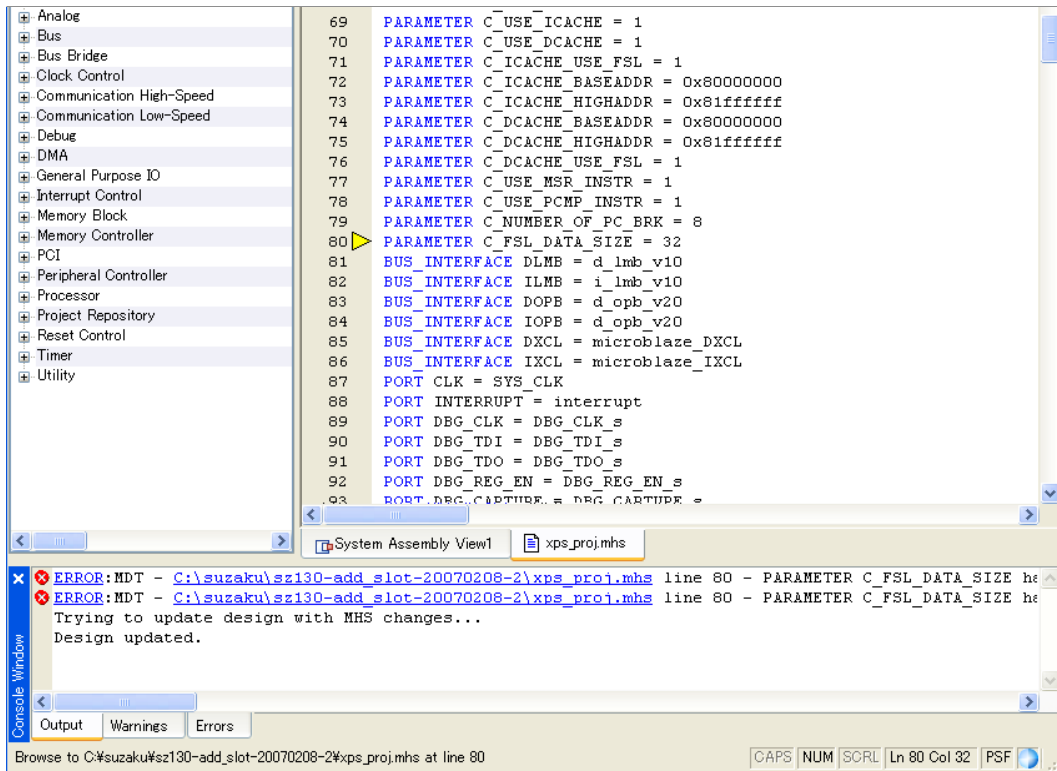 Analog
Bus
Bus Bridge
Clock Control
Communication High-Speed
Communication Low-Speed
Debug
DMA
General Purpose IO
Interrupt Control
Memory Block
Memory Controller
PCI
Peripheral Controller
Processor
Project Repository
Reset Control
Timer
Utility
69 PARAMETER C_USE_ICACHE = 1
70 PARAMETER C_USE_DCACHE = 1
71 PARAMETER C_ICACHE_USE_FSL = 1
72 PARAMETER C_ICACHE_BASEADDR = 0x80000000
73 PARAMETER C_ICACHE_HIGHADDR = 0x81ffffff
74 PARAMETER C_DCACHE_BASEADDR = 0x80000000
75 PARAMETER C_DCACHE_HIGHADDR = 0x81ffffff
76 PARAMETER C_DCACHE_USE_FSL = 1
77 PARAMETER C_USE_MSR_INSTR = 1
78 PARAMETER C_USE_PCMP_INSTR = 1
79 PARAMETER C_NUMBER_OF_PC_BRK = 8
80 PARAMETER C_FSL_DATA_SIZE = 32
81 BUS_INTERFACE DLMB = d_lmb_v10
82 BUS_INTERFACE ILMB = i_lmb_v10
83 BUS_INTERFACE DOPB = d_opb_v20
84 BUS_INTERFACE IOPB = d_opb_v20
85 BUS_INTERFACE DXCL = microblaze_DXCL
86 BUS_INTERFACE IXCL = microblaze_IXCL
87 PORT CLK = SYS_CLK
88 PORT INTERRUPT = interrupt
89 PORT DBG_CLK = DBG_CLK_s
90 PORT DBG_TDI = DBG_TDI_s
91 PORT DBG_TDO = DBG_TDO_s
92 PORT DBG_REG_EN = DBG_REG_EN_s
93 PORT DBG_CAPTURE = DBG_CAPTURE_s
System Assembly View1
xps_proj.mhs
ERROR:MDT - C:\suzaku\sz130-add_slot-20070208-2\xps_proj.mhs line 80 - PARAMETER C_FSL_DATA_SIZE ha
ERROR:MDT - C:\suzaku\sz130-add_slot-20070208-2\xps_proj.mhs line 80 - PARAMETER C_FSL_DATA_SIZE ha
Trying to update design with MHS changes...
Design updated.
Console Window
Output Warnings Errors
Browse to C:¥suzaku¥sz130-add_slot-20070208-2¥xps_proj.mhs at line 80
CAPS NUM SCRL Ln 80 Col 32 PSF